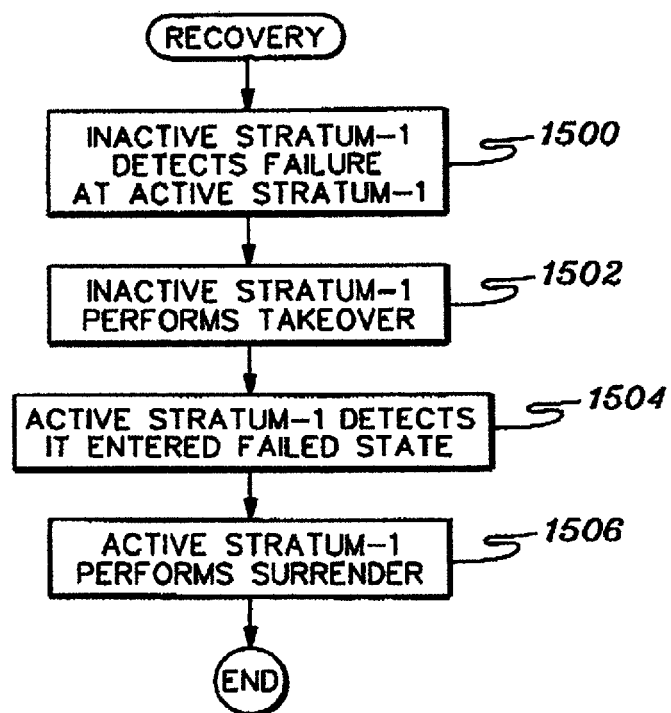 RECOVERY
INACTIVE STRATUM-1
DETECTS FAILURE
AT ACTIVE STRATUM-1
1500
INACTIVE STRATUM-1
PERFORMS TAKEOVER
1502
ACTIVE STRATUM-1 DETECTS
IT ENTERED FAILED STATE
1504
ACTIVE STRATUM-1
PERFORMS SURRENDER
1506
END